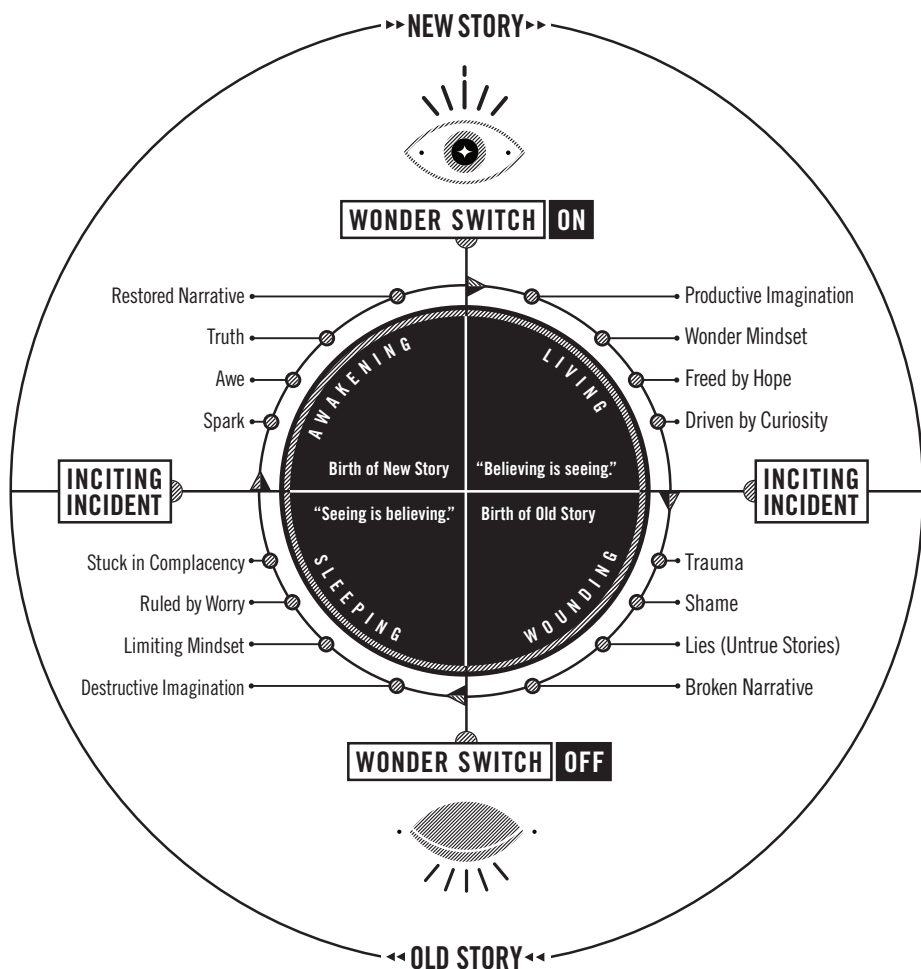 NEW STORY
WONDER SWITCH ON
Restored Narrative
Truth
Awe
Spark
Productive Imagination
Wonder Mindset
Freed by Hope
Driven by Curiosity
AWAKENING
LIVING
Birth of New Story
“Believing is seeing.”
INCITING
INCIDENT
INCITING
INCIDENT
“Seeing is believing.”
Birth of Old Story
SLEEPING
WOUNDING
Stuck in Complacency
Ruled by Worry
Limiting Mindset
Destructive Imagination
Trauma
Shame
Lies (Untrue Stories)
Broken Narrative
WONDER SWITCH OFF
OLD STORY